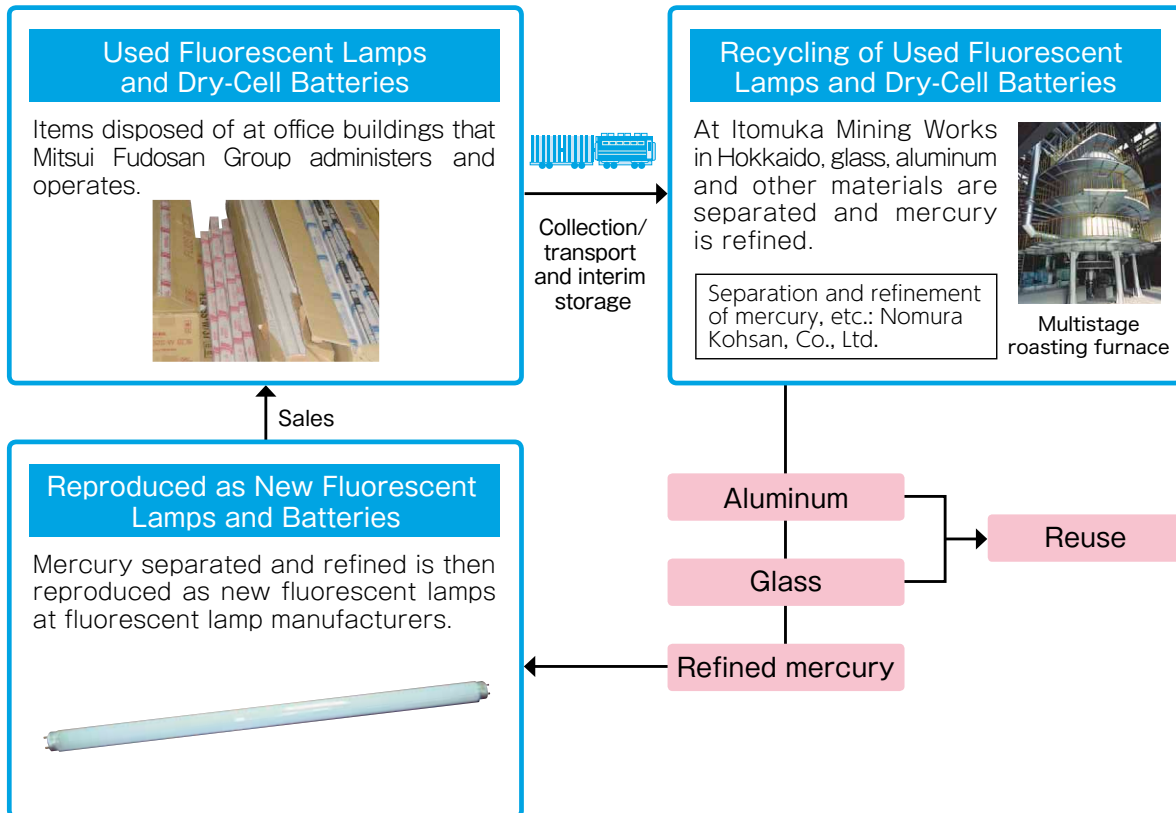 Used Fluorescent Lamps
and Dry-Cell Batteries
Items disposed of at office buildings that
Mitsui Fudosan Group administers and
operates.
Collection/
transport
and interim
storage
Recycling of Used Fluorescent
Lamps and Dry-Cell Batteries
At Itomuka Mining Works
in Hokkaido, glass, aluminum
and other materials are
separated and mercury
is refined.
Separation and refinement
of mercury, etc.: Nomura
Kohsan, Co., Ltd.
Multistage
roasting furnace
Sales
Aluminum
Glass
Refined mercury
Reuse
Reproduced as New Fluorescent
Lamps and Batteries
Mercury separated and refined is then
reproduced as new fluorescent lamps
at fluorescent lamp manufacturers.